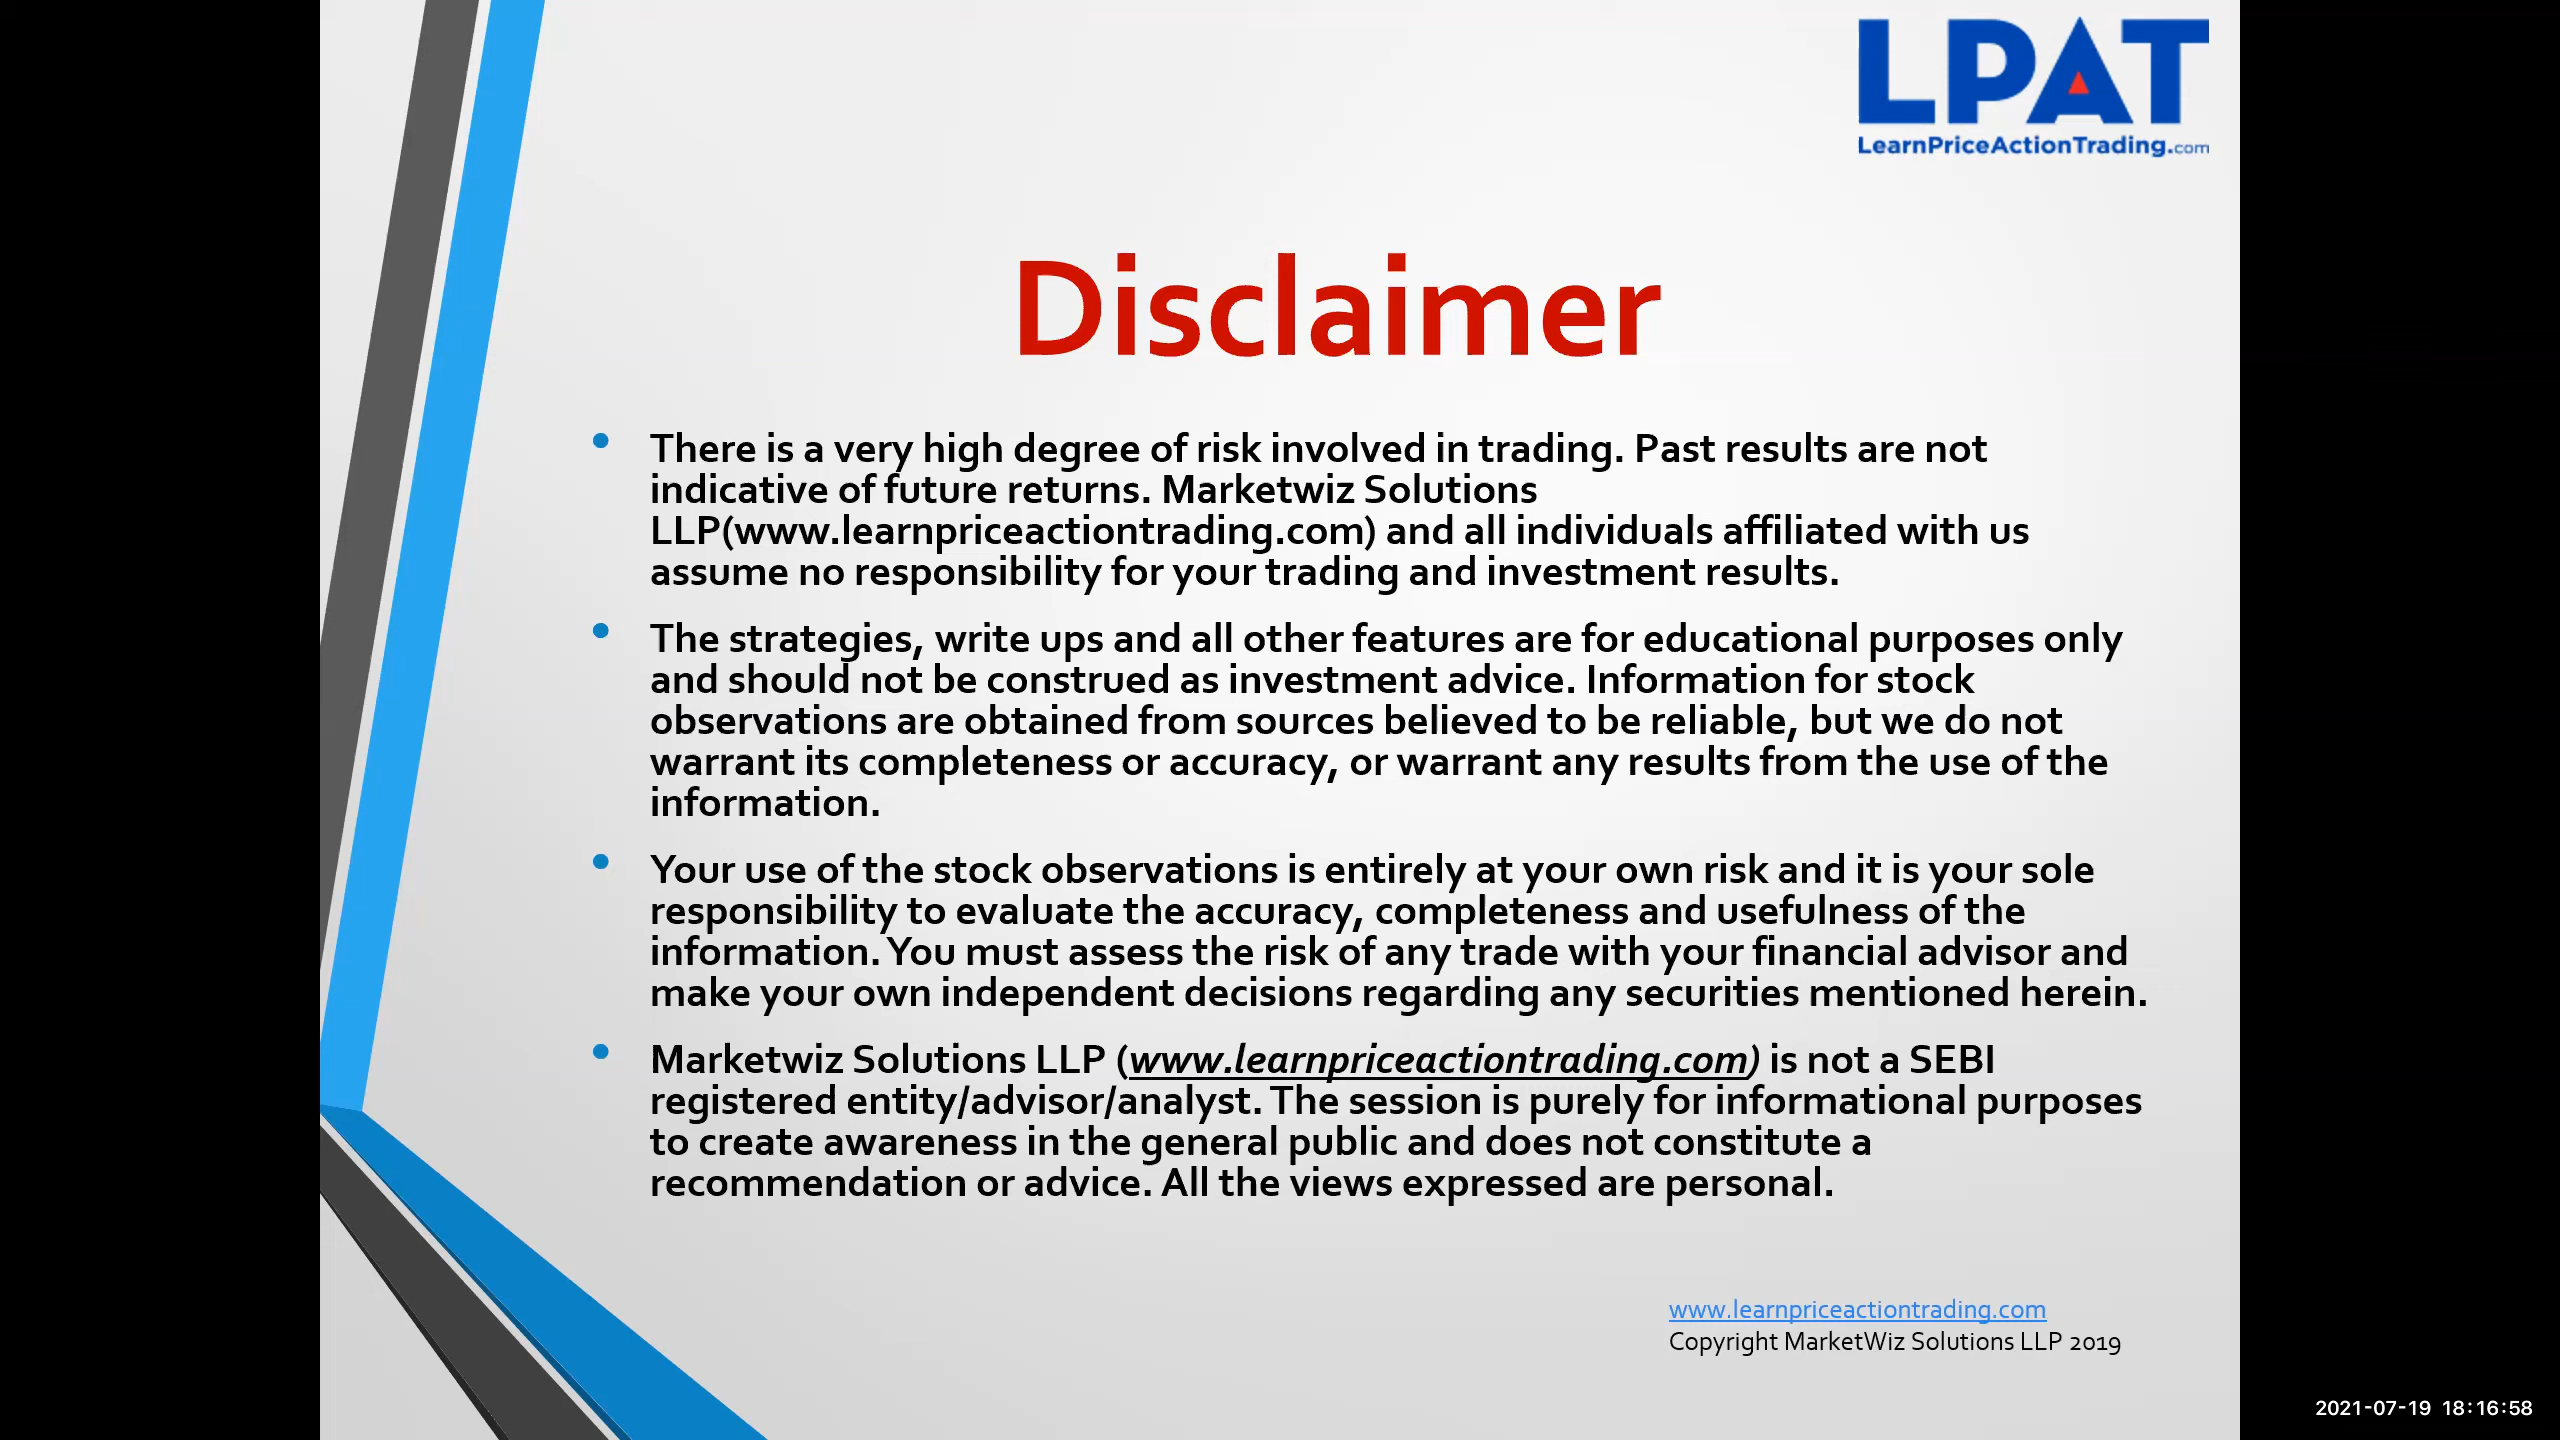 LPAT
LearnPriceActionTrading.com
Disclaimer
• There is a very high degree of risk involved in trading. Past results are not
indicative of future returns. Marketwiz Solutions
LLP(www.learnpriceactiontrading.com) and all individuals affiliated with us
assume no responsibility for your trading and investment results.
• The strategies, write ups and all other features are for educational purposes only
and should not be construed as investment advice. Information for stock
observations are obtained from sources believed to be reliable, but we do not
warrant its completeness or accuracy, or warrant any results from the use of the
information.
• Your use of the stock observations is entirely at your own risk and it is your sole
responsibility to evaluate the accuracy, completeness and usefulness of the
information. You must assess the risk of any trade with your financial advisor and
make your own independent decisions regarding any securities mentioned herein.
• Marketwiz Solutions LLP (www.learnpriceactiontrading.com) is not a SEBI
registered entity/advisor/analyst. The session is purely for informational purposes
to create awareness in the general public and does not constitute a
recommendation or advice. All the views expressed are personal.
www.learnpriceactiontrading.com
Copyright MarketWiz Solutions LLP 2019
2021-07-19 18:16:58